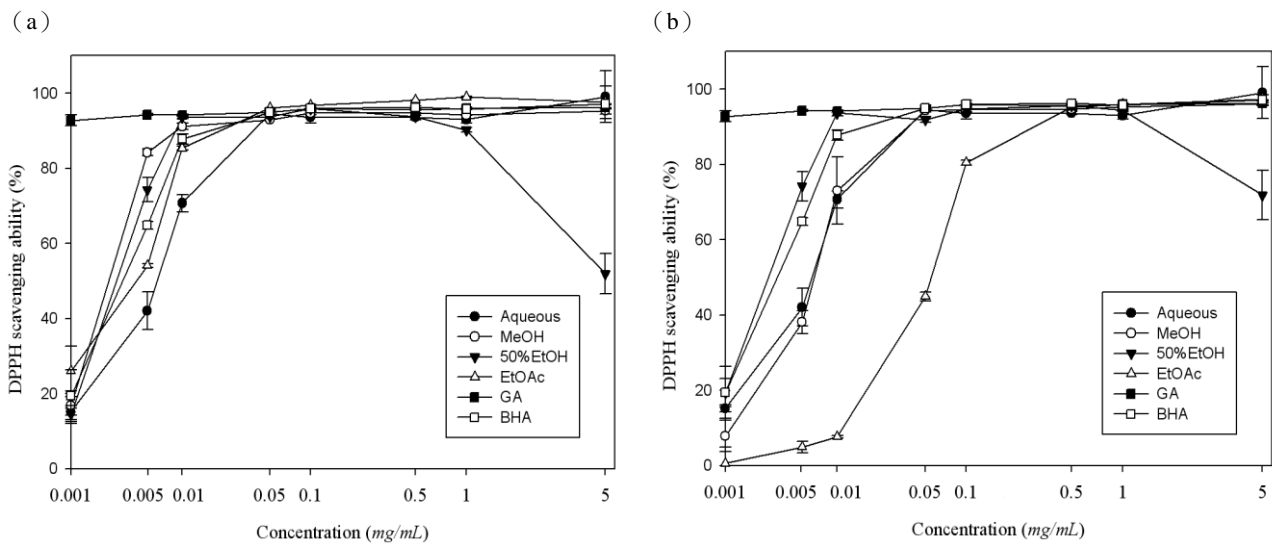 （a）
DPPH scavenging ability (%)
100
80
60
40
20
0
Aqueous
MeOH
50%EtOH
EtOAc
GA
BHA
0.001
0.005
0.01
0.05
0.1
0.5
1
5
Concentration (mg/mL)
（b）
DPPH scavenging ability (%)
100
80
60
40
20
0
Aqueous
MeOH
50%EtOH
EtOAc
GA
BHA
0.001
0.005
0.01
0.05
0.1
0.5
1
5
Concentration (mg/mL)